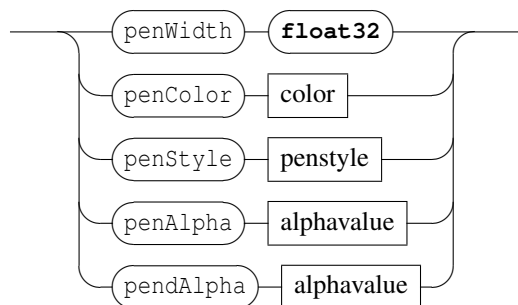 penWidth float32
penColor color
penStyle penstyle
penAlpha alphavalue
pendAlpha alphavalue